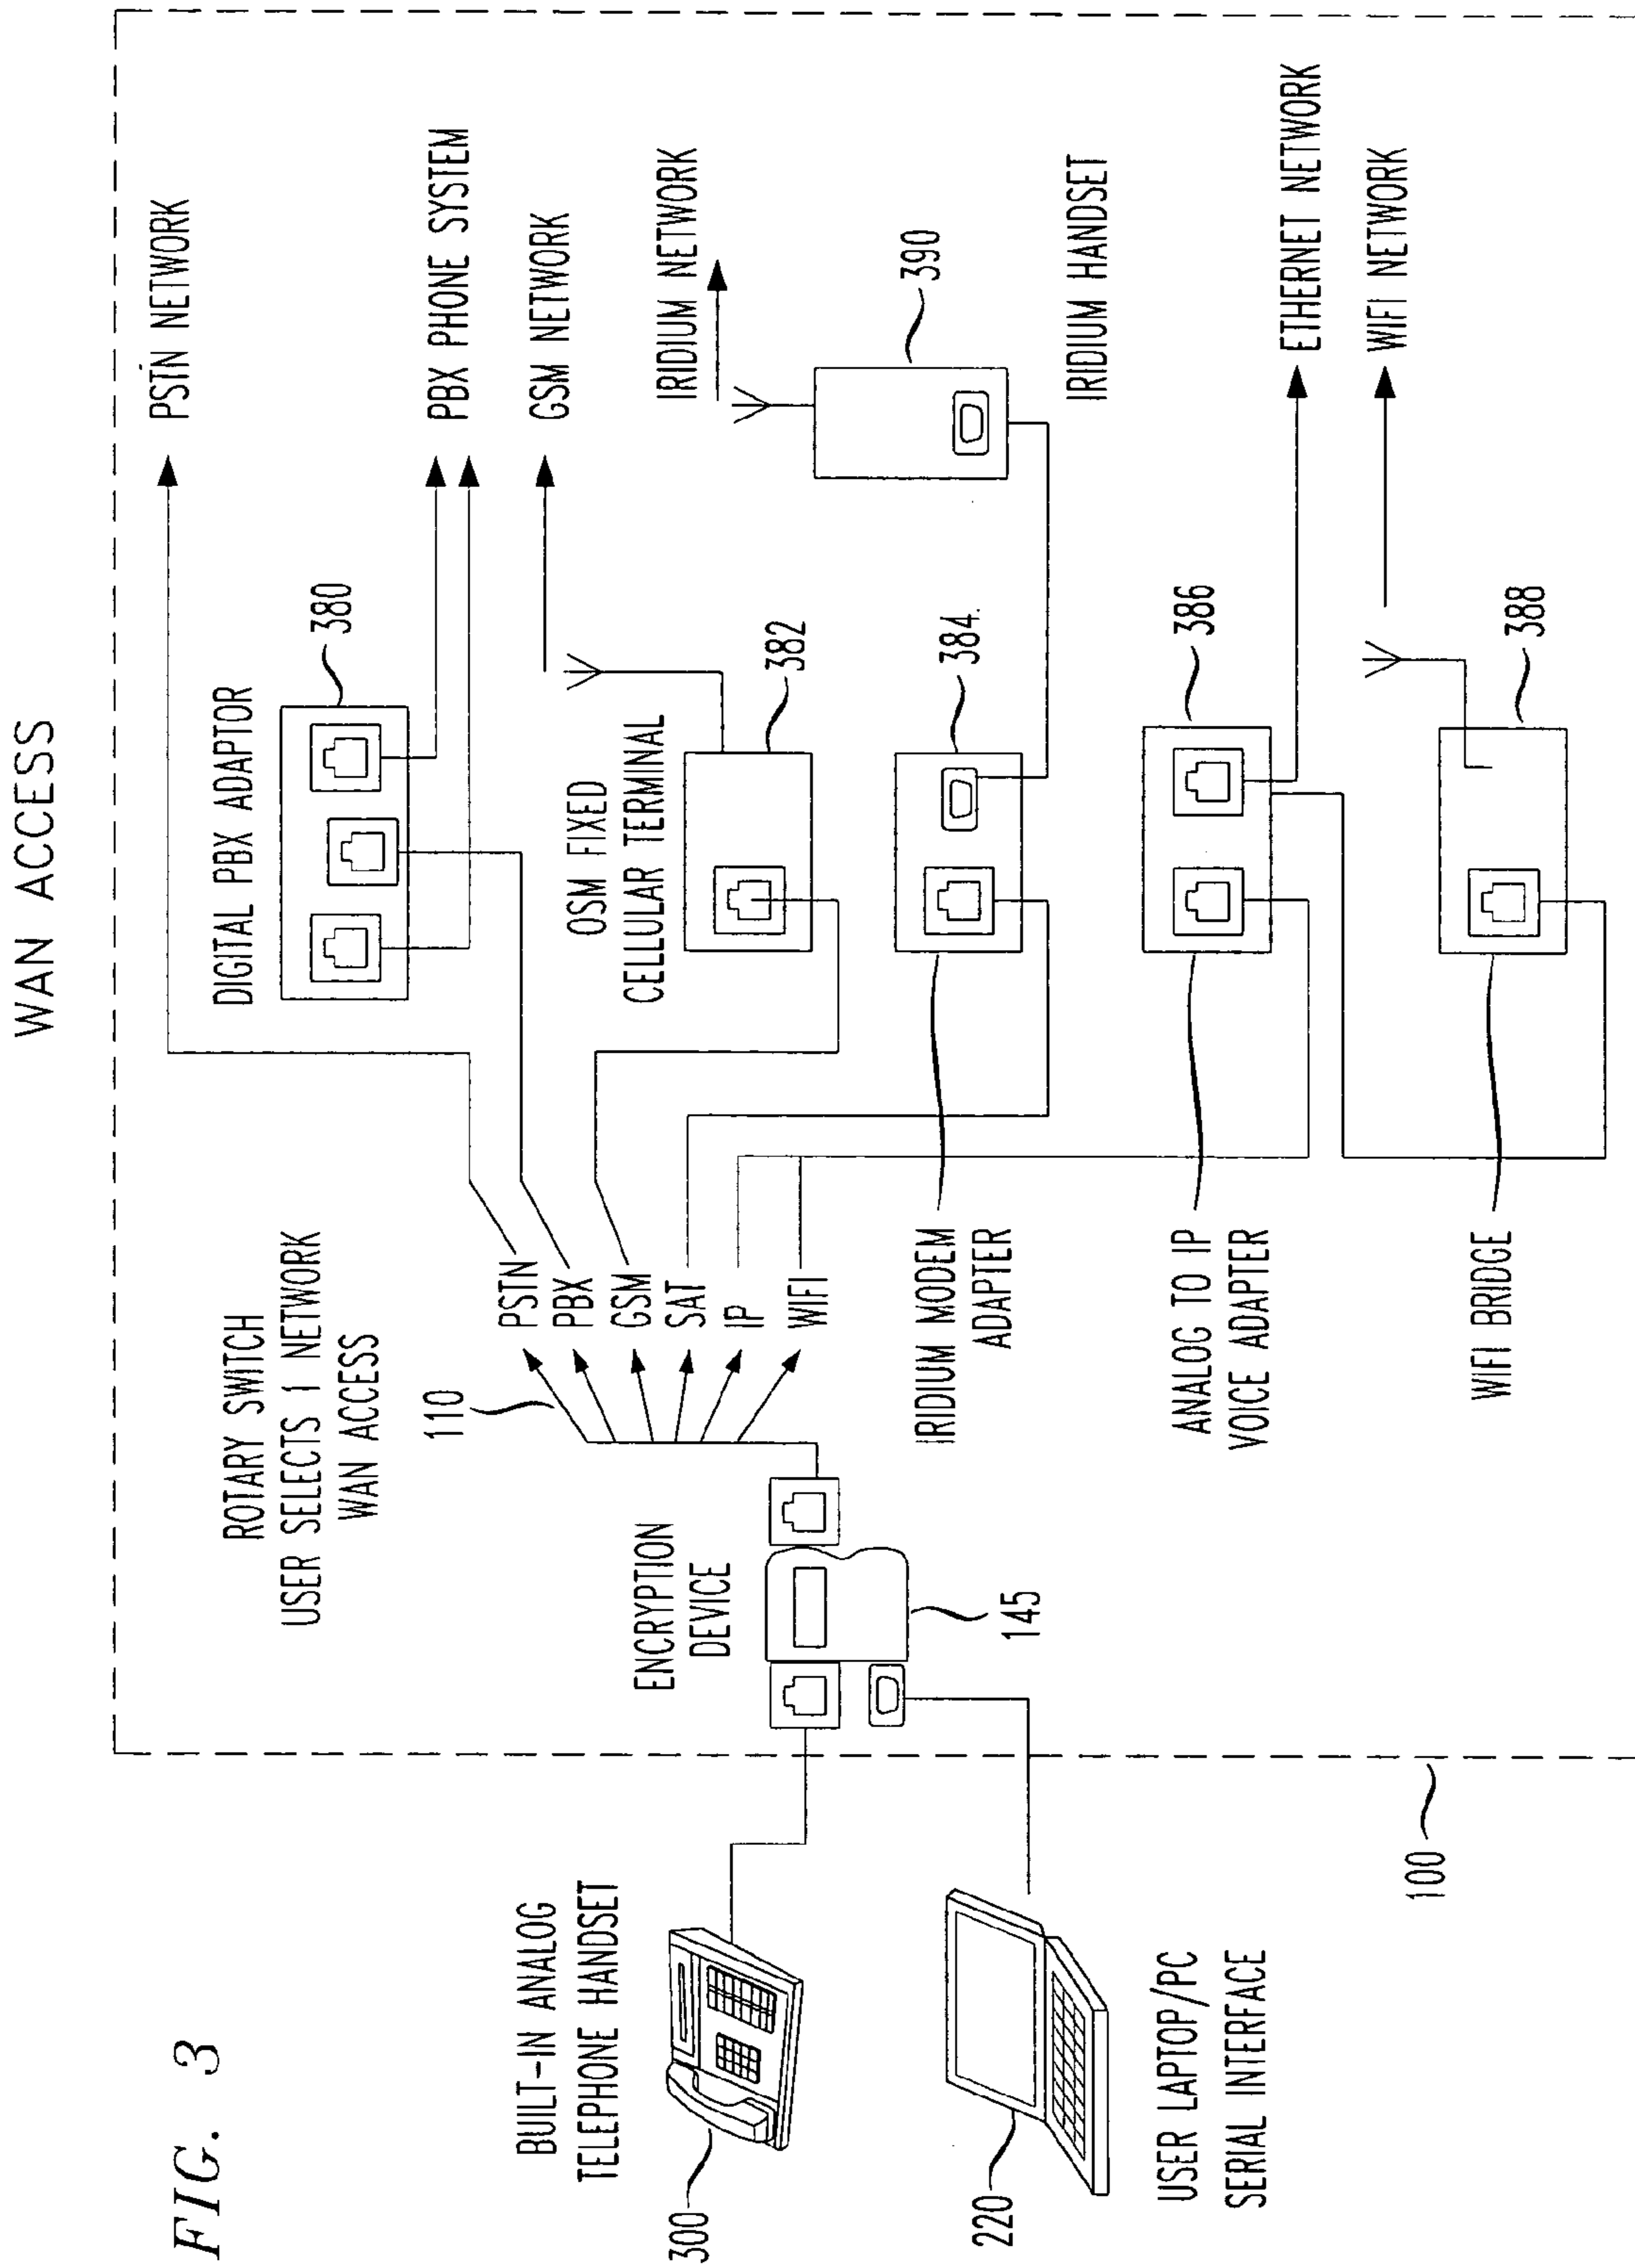 FIG. 3
WAN ACCESS
BUILT-IN ANALOG
TELEPHONE HANDSET
300
220
USER LAPTOP/PC
SERIAL INTERFACE
100
ROTARY SWITCH
USER SELECTS 1 NETWORK
WAN ACCESS
110
ENCRYPTION
DEVICE
145
PSTN
PBX
GSM
SAT
IP
WIFI
IRIDIUM MODEM
ADAPTER
ANALOG TO IP
VOICE ADAPTER
WIFI BRIDGE
DIGITAL PBX ADAPTOR
380
OSM FIXED
CELLULAR TERMINAL
382
384
386
388
PSTN NETWORK
PBX PHONE SYSTEM
GSM NETWORK
IRIDIUM NETWORK
390
IRIDIUM HANDSET
ETHERNET NETWORK
WIFI NETWORK